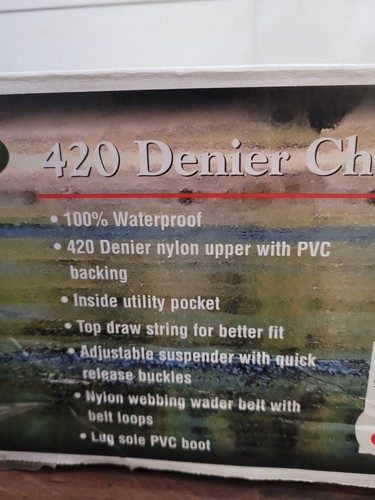 420 Denier Ch
• 100% Waterproof
• 420 Denier nylon upper with PVC
backing
• Inside utility pocket
• Top draw string for better fit
• Adjustable suspender with quick
release buckles
• Nylon webbing wader belt with
belt loops
• Lug sole PVC boot